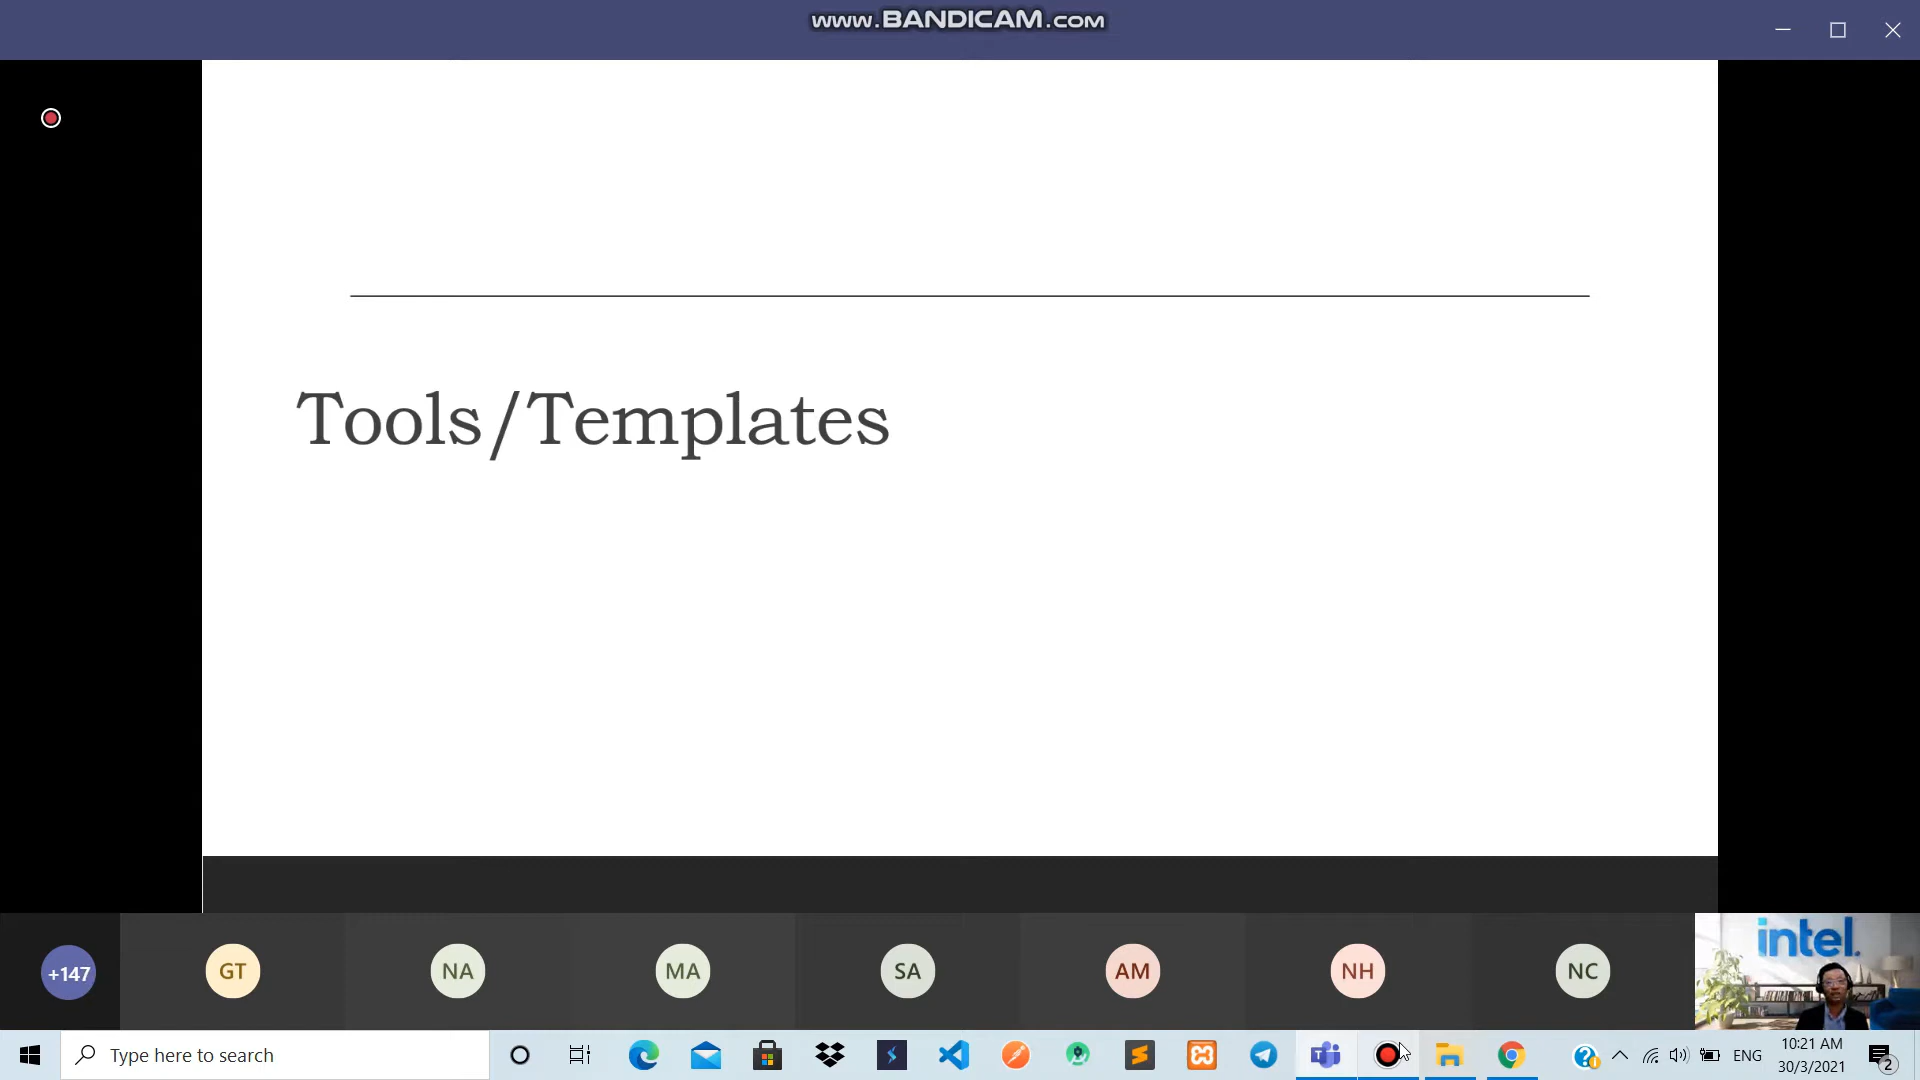 www.BANDICAM.com
Tools/Templates
+147
GT
NA
MA
SA
AM
NH
NC
intel.
Type here to search
ENG
10:21 AM
30/3/2021
2